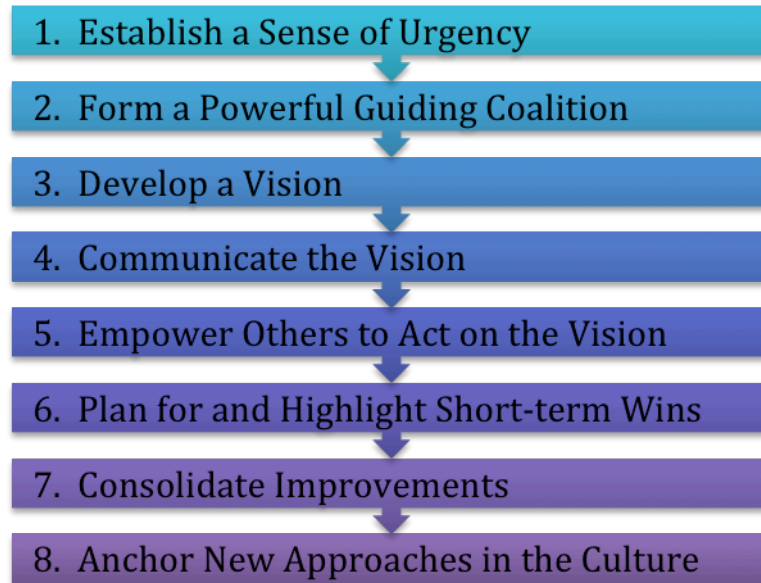 1. Establish a Sense of Urgency
2. Form a Powerful Guiding Coalition
3. Develop a Vision
4. Communicate the Vision
5. Empower Others to Act on the Vision
6. Plan for and Highlight Short-term Wins
7. Consolidate Improvements
8. Anchor New Approaches in the Culture